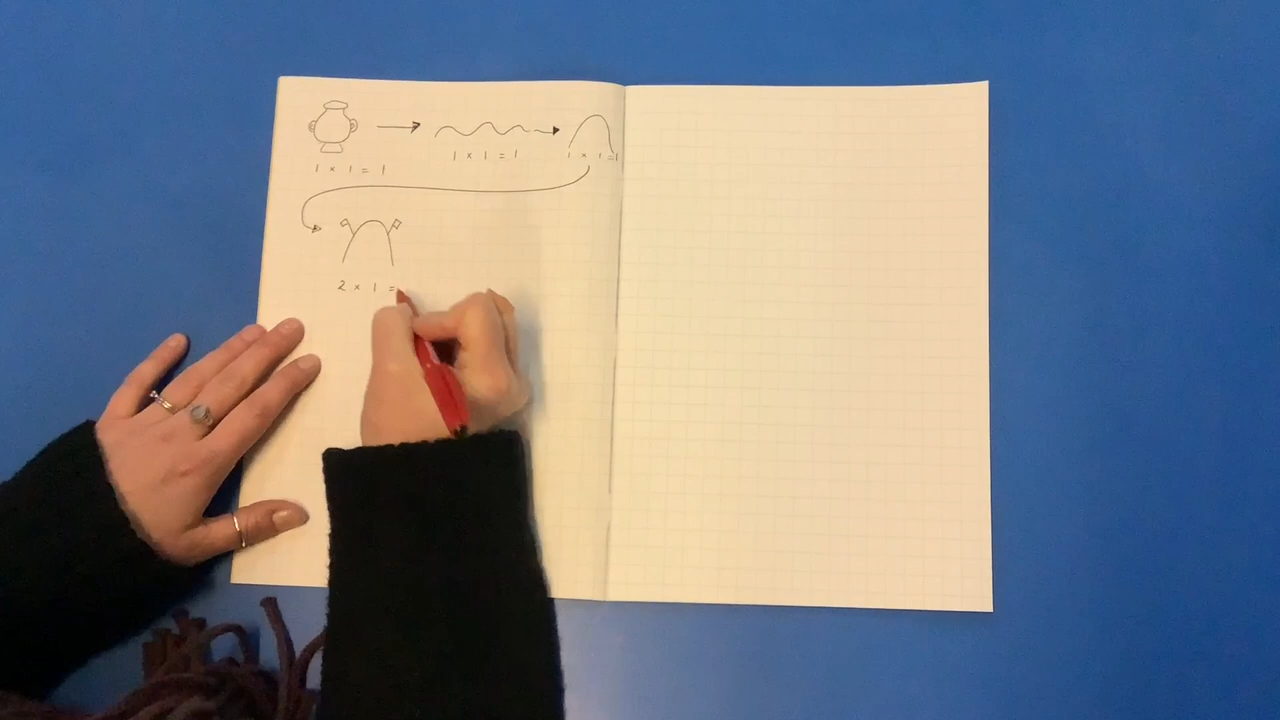 1 x 1 = 1
1 x 1 = 1
1 x 1 = 1
2 x 1 =